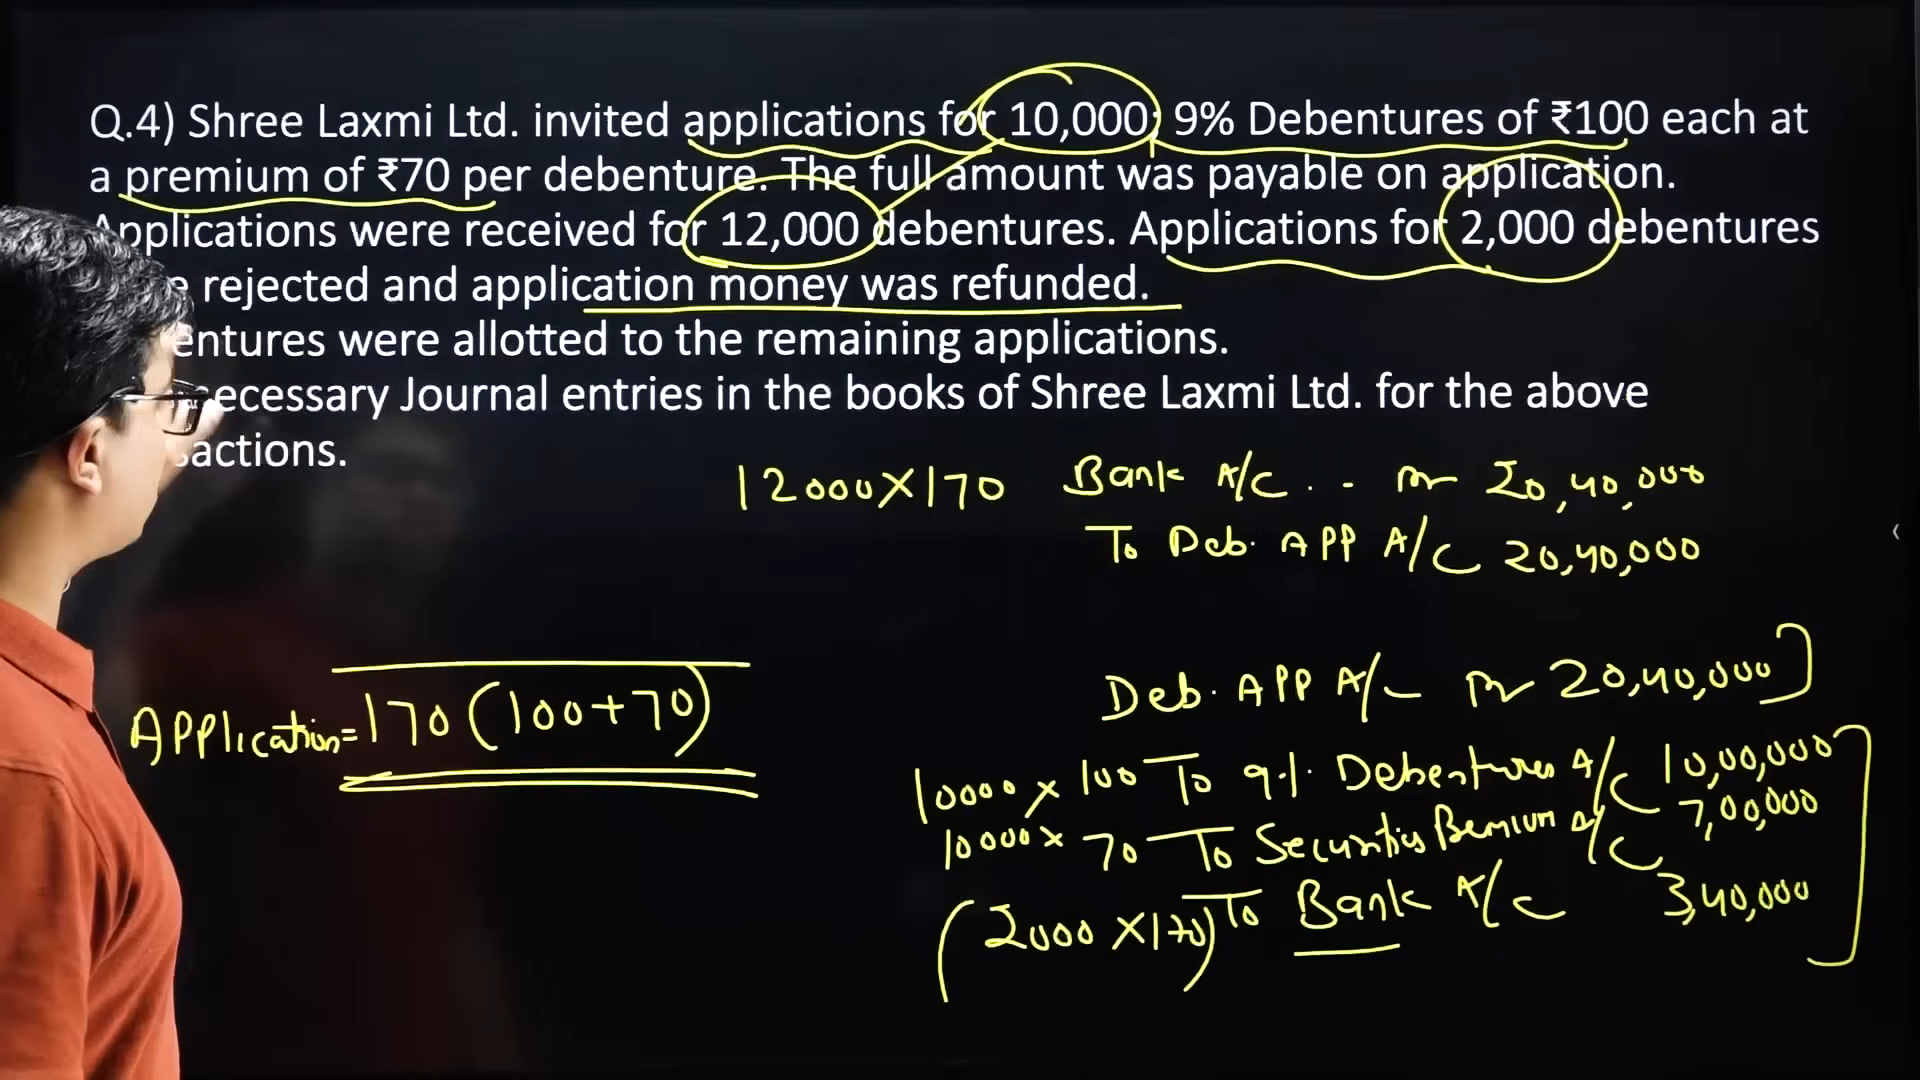 Q.4) Shree Laxmi Ltd. invited applications for 10,000; 9% Debentures of ₹100 each at
a premium of ₹70 per debenture. The full amount was payable on application.
Applications were received for 12,000 debentures. Applications for 2,000 debentures
rejected and application money was refunded.
entures were allotted to the remaining applications.
ecessary Journal entries in the books of Shree Laxmi Ltd. for the above
actions.
12000X170 Bank A/C . - Dr 20,40,000
To Deb. APP A/C 20,40,000
Application=170 (100+70)
Deb. APP A/C Dr 20,40,000]
10000 x 100 To 9.1. Debentures A/C 10,00,000
10000x 70 To Securities Premium A/C 7,00,000
(2000 X170) To Bank A/C 3,40,000